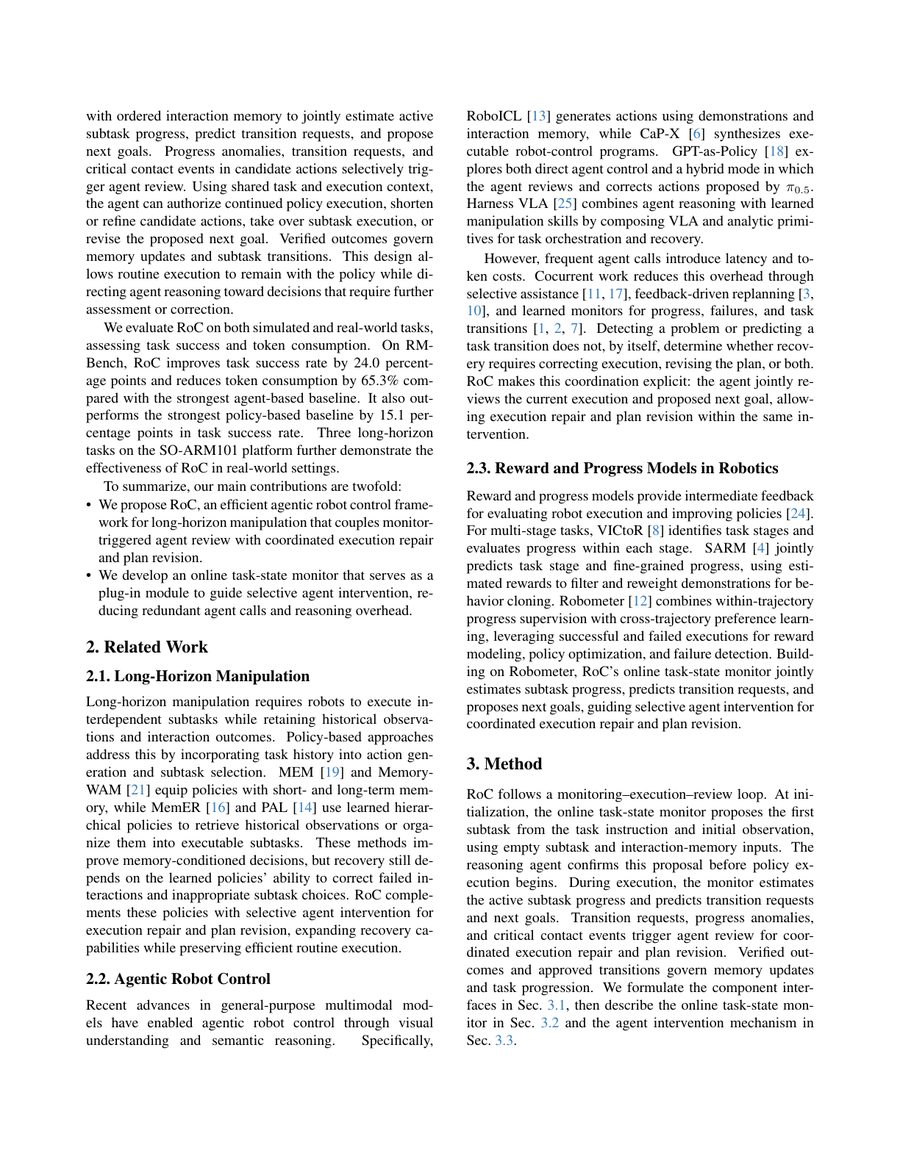 with ordered interaction memory to jointly estimate active
subtask progress, predict transition requests, and propose
next goals. Progress anomalies, transition requests, and
critical contact events in candidate actions selectively trig-
ger agent review. Using shared task and execution context,
the agent can authorize continued policy execution, shorten
or refine candidate actions, take over subtask execution, or
revise the proposed next goal. Verified outcomes govern
memory updates and subtask transitions. This design al-
lows routine execution to remain with the policy while di-
recting agent reasoning toward decisions that require further
assessment or correction.
We evaluate RoC on both simulated and real-world tasks,
assessing task success and token consumption. On RM-
Bench, RoC improves task success rate by 24.0 percent-
age points and reduces token consumption by 65.3% com-
pared with the strongest agent-based baseline. It also out-
performs the strongest policy-based baseline by 15.1 per-
centage points in task success rate. Three long-horizon
tasks on the SO-ARM101 platform further demonstrate the
effectiveness of RoC in real-world settings.
To summarize, our main contributions are twofold:
• We propose RoC, an efficient agentic robot control frame-
work for long-horizon manipulation that couples monitor-
triggered agent review with coordinated execution repair
and plan revision.
• We develop an online task-state monitor that serves as a
plug-in module to guide selective agent intervention, re-
ducing redundant agent calls and reasoning overhead.
2. Related Work
2.1. Long-Horizon Manipulation
Long-horizon manipulation requires robots to execute in-
terdependent subtasks while retaining historical observa-
tions and interaction outcomes. Policy-based approaches
address this by incorporating task history into action gen-
eration and subtask selection. MEM [19] and Memory-
WAM [21] equip policies with short- and long-term mem-
ory, while MemER [16] and PAL [14] use learned hierar-
chical policies to retrieve historical observations or orga-
nize them into executable subtasks. These methods im-
prove memory-conditioned decisions, but recovery still de-
pends on the learned policies' ability to correct failed in-
teractions and inappropriate subtask choices. RoC comple-
ments these policies with selective agent intervention for
execution repair and plan revision, expanding recovery ca-
pabilities while preserving efficient routine execution.
2.2. Agentic Robot Control
Recent advances in general-purpose multimodal mod-
els have enabled agentic robot control through visual
understanding and semantic reasoning. Specifically,
RoboICL [13] generates actions using demonstrations and
interaction memory, while CaP-X [6] synthesizes exe-
cutable robot-control programs. GPT-as-Policy [18] ex-
plores both direct agent control and a hybrid mode in which
the agent reviews and corrects actions proposed by π0.5.
Harness VLA [25] combines agent reasoning with learned
manipulation skills by composing VLA and analytic primi-
tives for task orchestration and recovery.
However, frequent agent calls introduce latency and to-
ken costs. Cocurrent work reduces this overhead through
selective assistance [11, 17], feedback-driven replanning [3,
10], and learned monitors for progress, failures, and task
transitions [1, 2, 7]. Detecting a problem or predicting a
task transition does not, by itself, determine whether recov-
ery requires correcting execution, revising the plan, or both.
RoC makes this coordination explicit: the agent jointly re-
views the current execution and proposed next goal, allow-
ing execution repair and plan revision within the same in-
tervention.
2.3. Reward and Progress Models in Robotics
Reward and progress models provide intermediate feedback
for evaluating robot execution and improving policies [24].
For multi-stage tasks, VICtoR [8] identifies task stages and
evaluates progress within each stage. SARM [4] jointly
predicts task stage and fine-grained progress, using esti-
mated rewards to filter and reweight demonstrations for be-
havior cloning. Robometer [12] combines within-trajectory
progress supervision with cross-trajectory preference learn-
ing, leveraging successful and failed executions for reward
modeling, policy optimization, and failure detection. Build-
ing on Robometer, RoC's online task-state monitor jointly
estimates subtask progress, predicts transition requests, and
proposes next goals, guiding selective agent intervention for
coordinated execution repair and plan revision.
3. Method
RoC follows a monitoring–execution–review loop. At ini-
tialization, the online task-state monitor proposes the first
subtask from the task instruction and initial observation,
using empty subtask and interaction-memory inputs. The
reasoning agent confirms this proposal before policy ex-
ecution begins. During execution, the monitor estimates
the active subtask progress and predicts transition requests
and next goals. Transition requests, progress anomalies,
and critical contact events trigger agent review for coor-
dinated execution repair and plan revision. Verified out-
comes and approved transitions govern memory updates
and task progression. We formulate the component inter-
faces in Sec. 3.1, then describe the online task-state mon-
itor in Sec. 3.2 and the agent intervention mechanism in
Sec. 3.3.